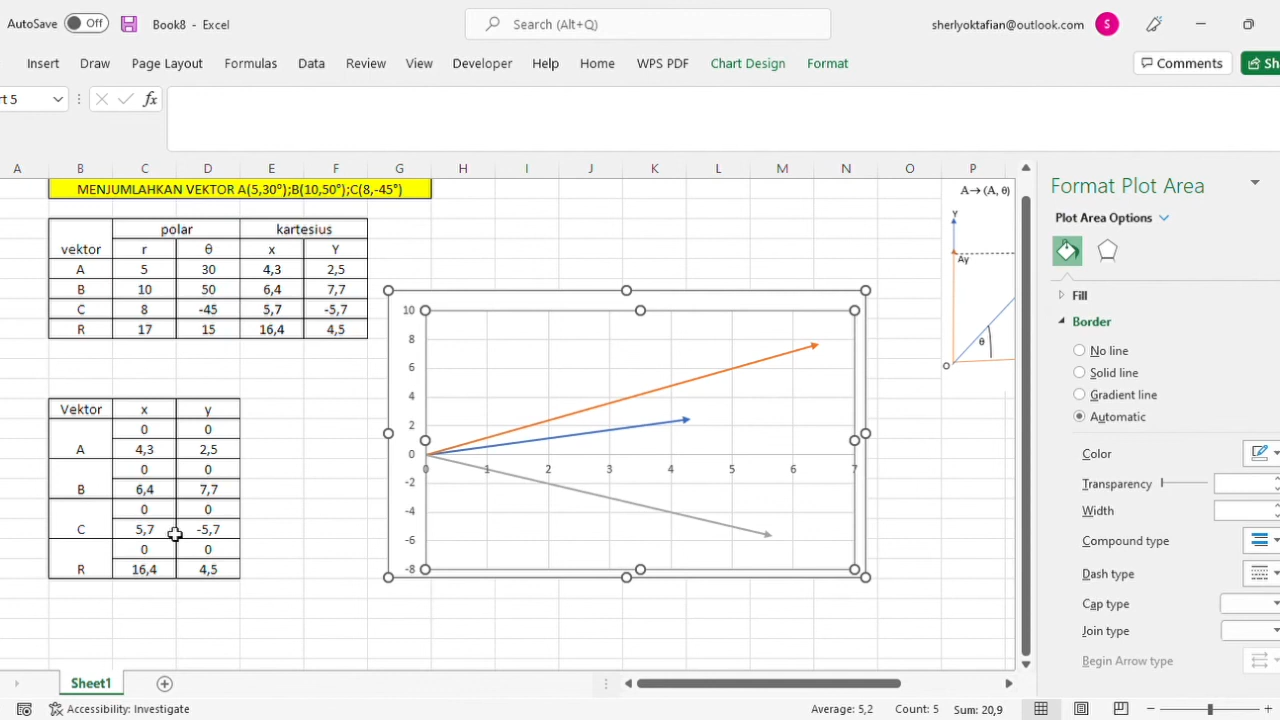 AutoSave Off Book8 - Excel Search (Alt+Q) sherlyoktafian@outlook.com S
Insert Draw Page Layout Formulas Data Review View Developer Help Home WPS PDF Chart Design Format Comments Sh
rt 5 fx
A B C D E F G H I J K L M N O P
MENJUMLAHKAN VEKTOR A(5,30°);B(10,50°);C(8,-45°)
vektor polar kartesius
r θ x Y
A 5 30 4,3 2,5
B 10 50 6,4 7,7
C 8 -45 5,7 -5,7
R 17 15 16,4 4,5
Vektor x y
0 0
A 4,3 2,5
0 0
B 6,4 7,7
0 0
C 5,7 -5,7
0 0
R 16,4 4,5
10
8
6
4
2
0
-2
-4
-6
-8
0 1 2 3 4 5 6 7
A→ (A, θ)
Y
Ay
θ
O
Format Plot Area
Plot Area Options
Fill
Border
No line
Solid line
Gradient line
Automatic
Color
Transparency
Width
Compound type
Dash type
Cap type
Join type
Begin Arrow type
Sheet1
Accessibility: Investigate Average: 5,2 Count: 5 Sum: 20,9